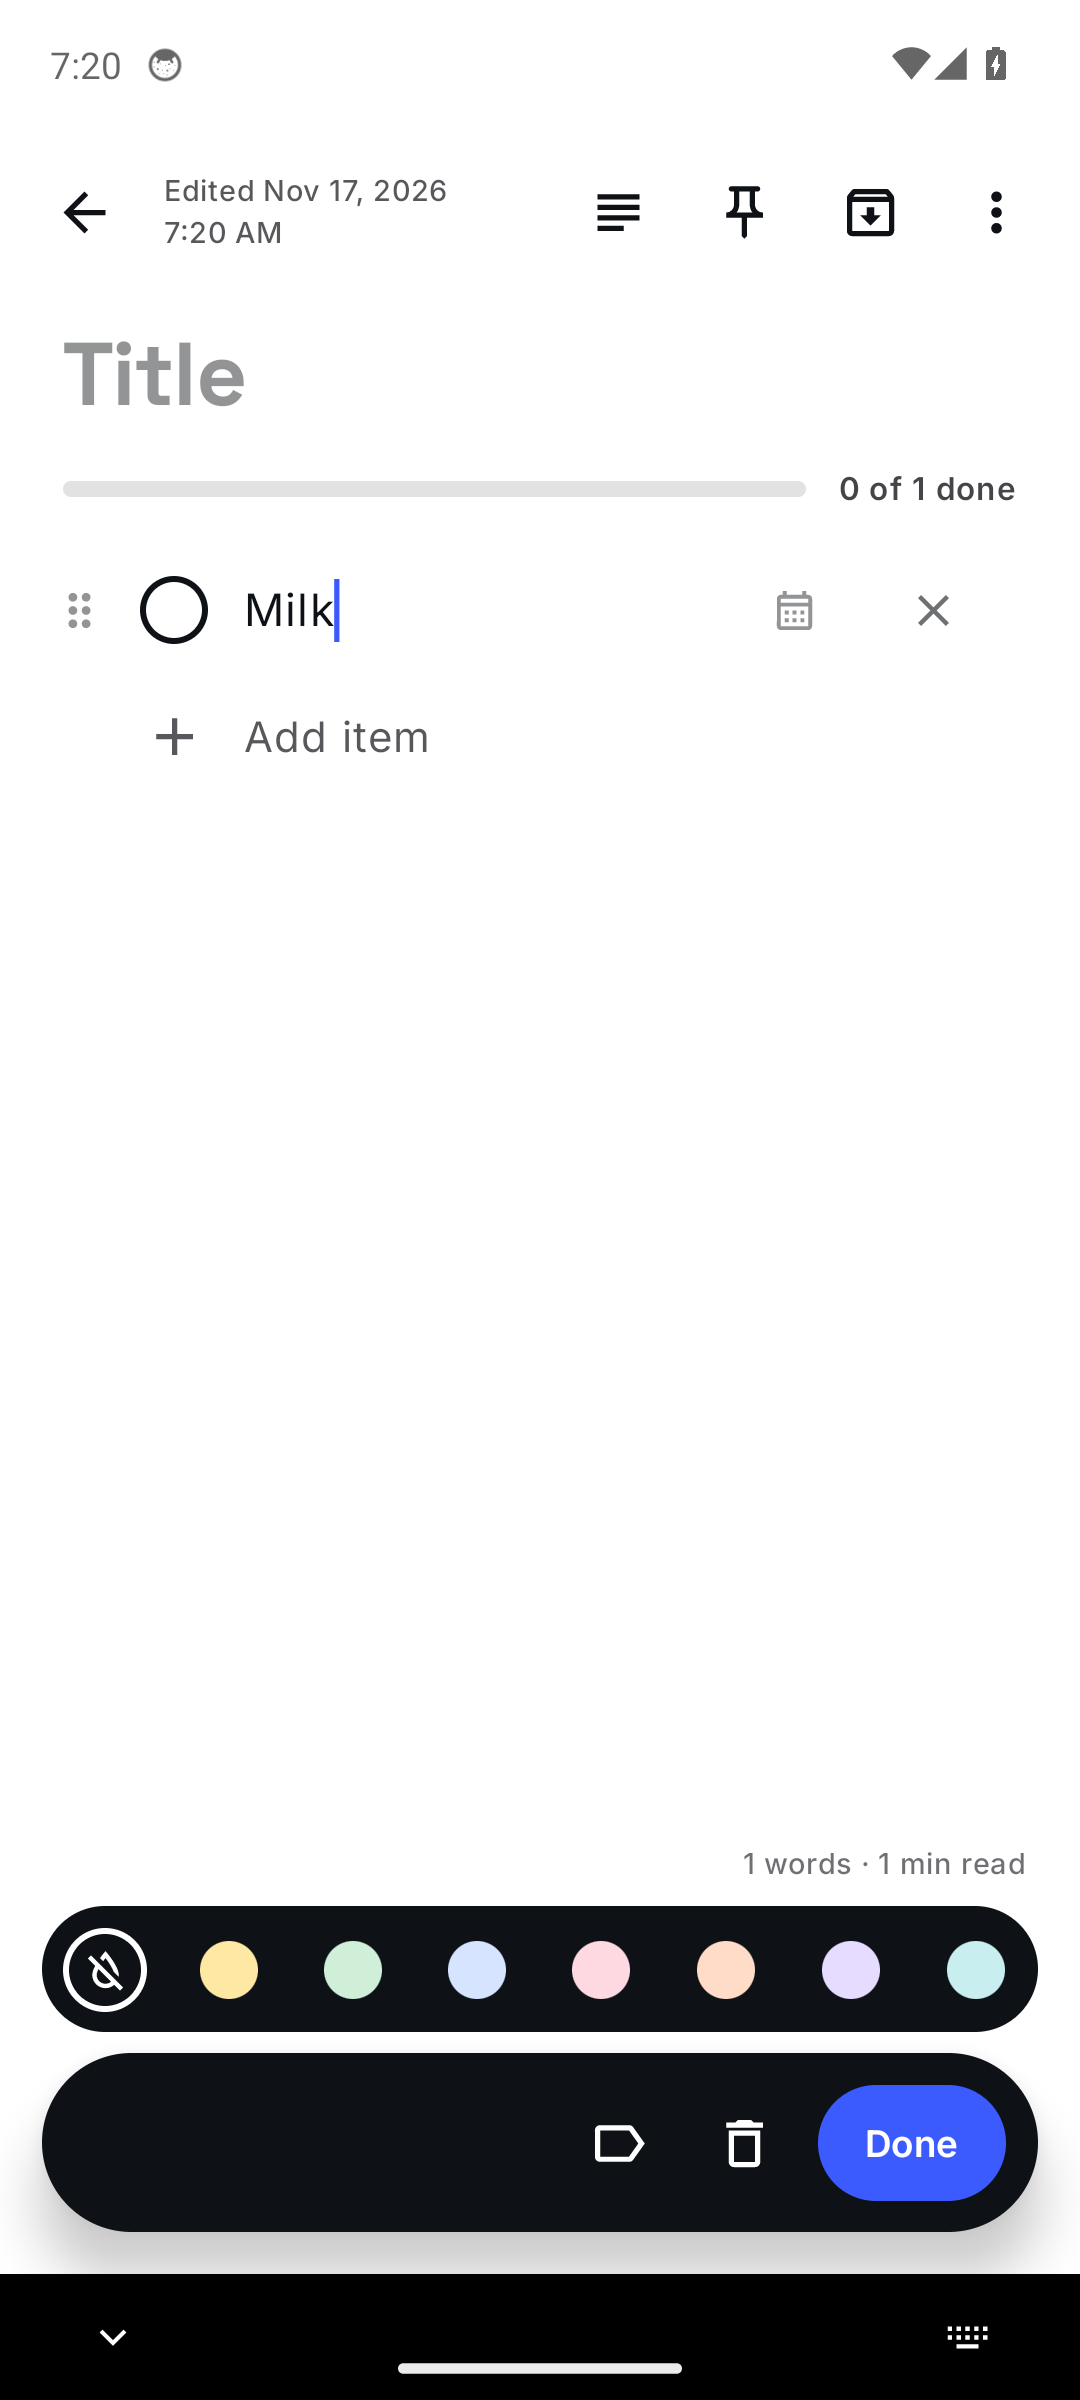 7:20
Edited Nov 17, 2026
7:20 AM
Title
0 of 1 done
Milk
Add item
1 words · 1 min read
Done